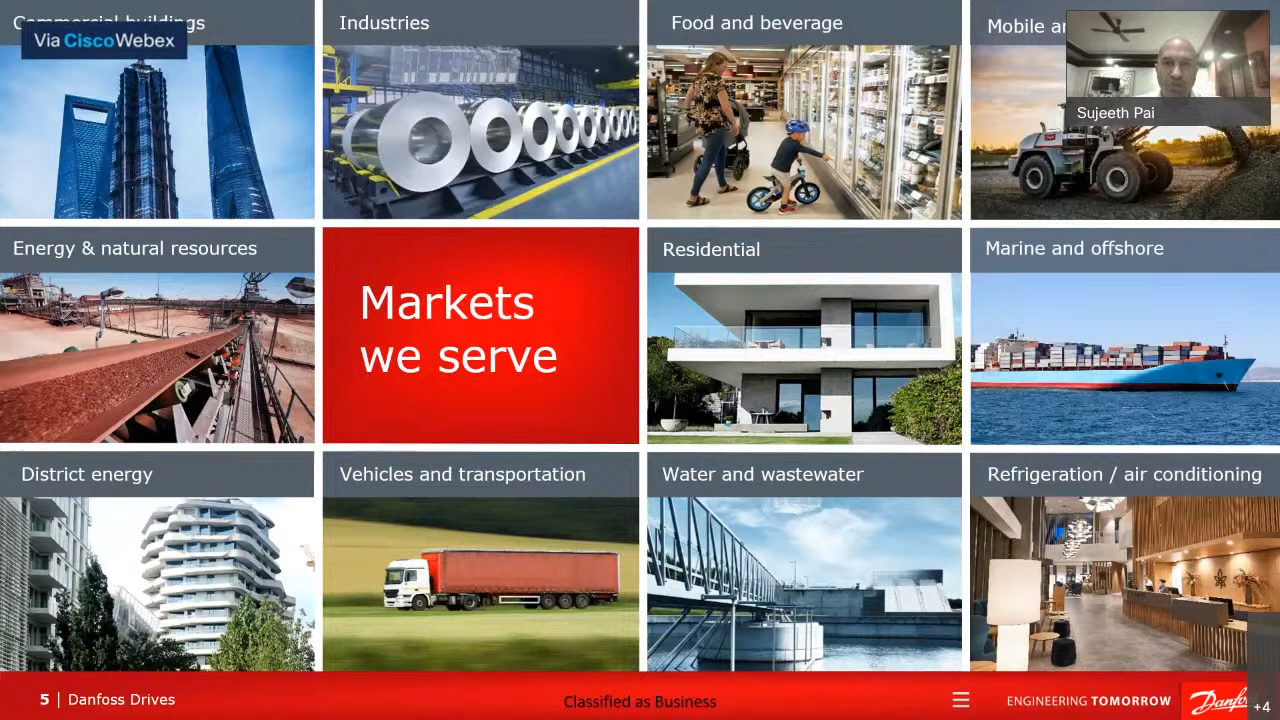 Commercial buildings
Via CiscoWebex
Industries
Food and beverage
Mobile
Sujeeth Pai
Energy & natural resources
Markets
we serve
Residential
Marine and offshore
District energy
Vehicles and transportation
Water and wastewater
Refrigeration / air conditioning
5 | Danfoss Drives
Classified as Business
ENGINEERING TOMORROW
+4